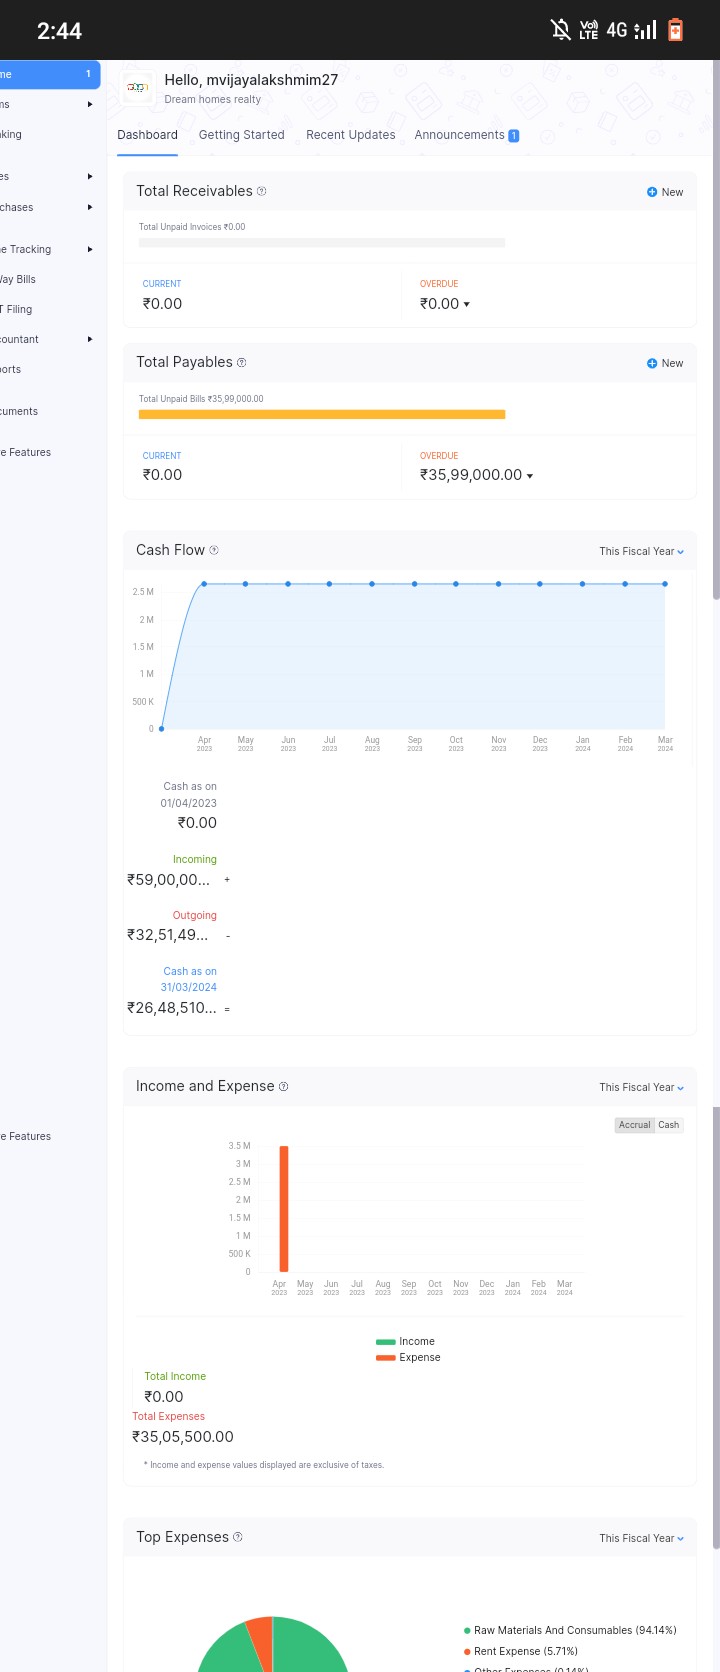 2:44
Vo) LTE 4G
me 1
ms
nking
es
chases
e Tracking
Way Bills
T Filing
countant
orts
cuments
e Features
Hello, mvijayalakshmim27
Dream homes realty
Dashboard Getting Started Recent Updates Announcements 1
Total Receivables New
Total Unpaid Invoices ₹0.00
CURRENT OVERDUE
₹0.00 ₹0.00
Total Payables New
Total Unpaid Bills ₹35,99,000.00
CURRENT OVERDUE
₹0.00 ₹35,99,000.00
Cash Flow This Fiscal Year
2.5 M
2 M
1.5 M
1 M
500 K
0
Apr May Jun Jul Aug Sep Oct Nov Dec Jan Feb Mar
2023 2023 2023 2023 2023 2023 2023 2023 2023 2024 2024 2024
Cash as on
01/04/2023
₹0.00
Incoming
₹59,00,00... +
Outgoing
₹32,51,49... -
Cash as on
31/03/2024
₹26,48,510... =
Income and Expense This Fiscal Year
e Features
Accrual Cash
3.5 M
3 M
2.5 M
2 M
1.5 M
1 M
500 K
0
Apr May Jun Jul Aug Sep Oct Nov Dec Jan Feb Mar
2023 2023 2023 2023 2023 2023 2023 2023 2023 2024 2024 2024
Income
Expense
Total Income
₹0.00
Total Expenses
₹35,05,500.00
* Income and expense values displayed are exclusive of taxes.
Top Expenses This Fiscal Year
Raw Materials And Consumables (94.14%)
Rent Expense (5.71%)
Other Expenses (0.14%)